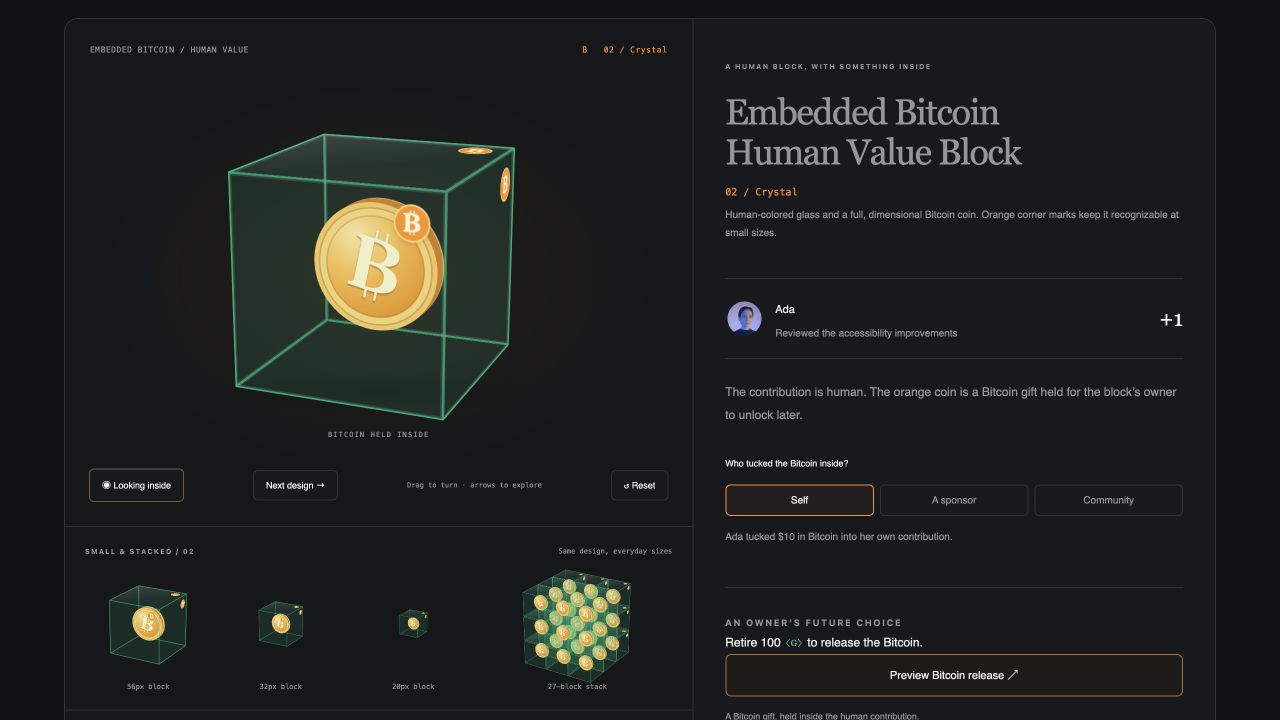 EMBEDDED BITCOIN / HUMAN VALUE
B 02 / Crystal
BITCOIN HELD INSIDE
◉ Looking inside
Next design →
Drag to turn · arrows to explore
↺ Reset
SMALL & STACKED / 02
Same design, everyday sizes
56px block
32px block
20px block
27-block stack
A HUMAN BLOCK, WITH SOMETHING INSIDE
Embedded Bitcoin
Human Value Block
02 / Crystal
Human-colored glass and a full, dimensional Bitcoin coin. Orange corner marks keep it recognizable at
small sizes.
Ada
Reviewed the accessibility improvements
+1
The contribution is human. The orange coin is a Bitcoin gift held for the block's owner
to unlock later.
Who tucked the Bitcoin inside?
Self
A sponsor
Community
Ada tucked $10 in Bitcoin into her own contribution.
AN OWNER'S FUTURE CHOICE
Retire 100 ‹G› to release the Bitcoin.
Preview Bitcoin release ↗
A Bitcoin gift, held inside the human contribution.